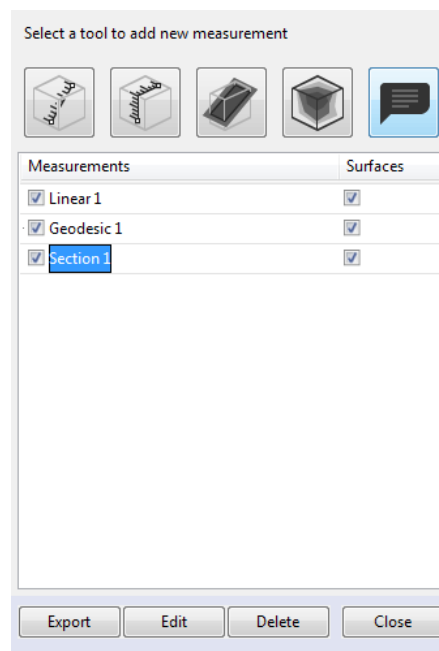 Select a tool to add new measurement
Measurements Surfaces
Linear 1
Geodesic 1
Section 1
Export Edit Delete Close